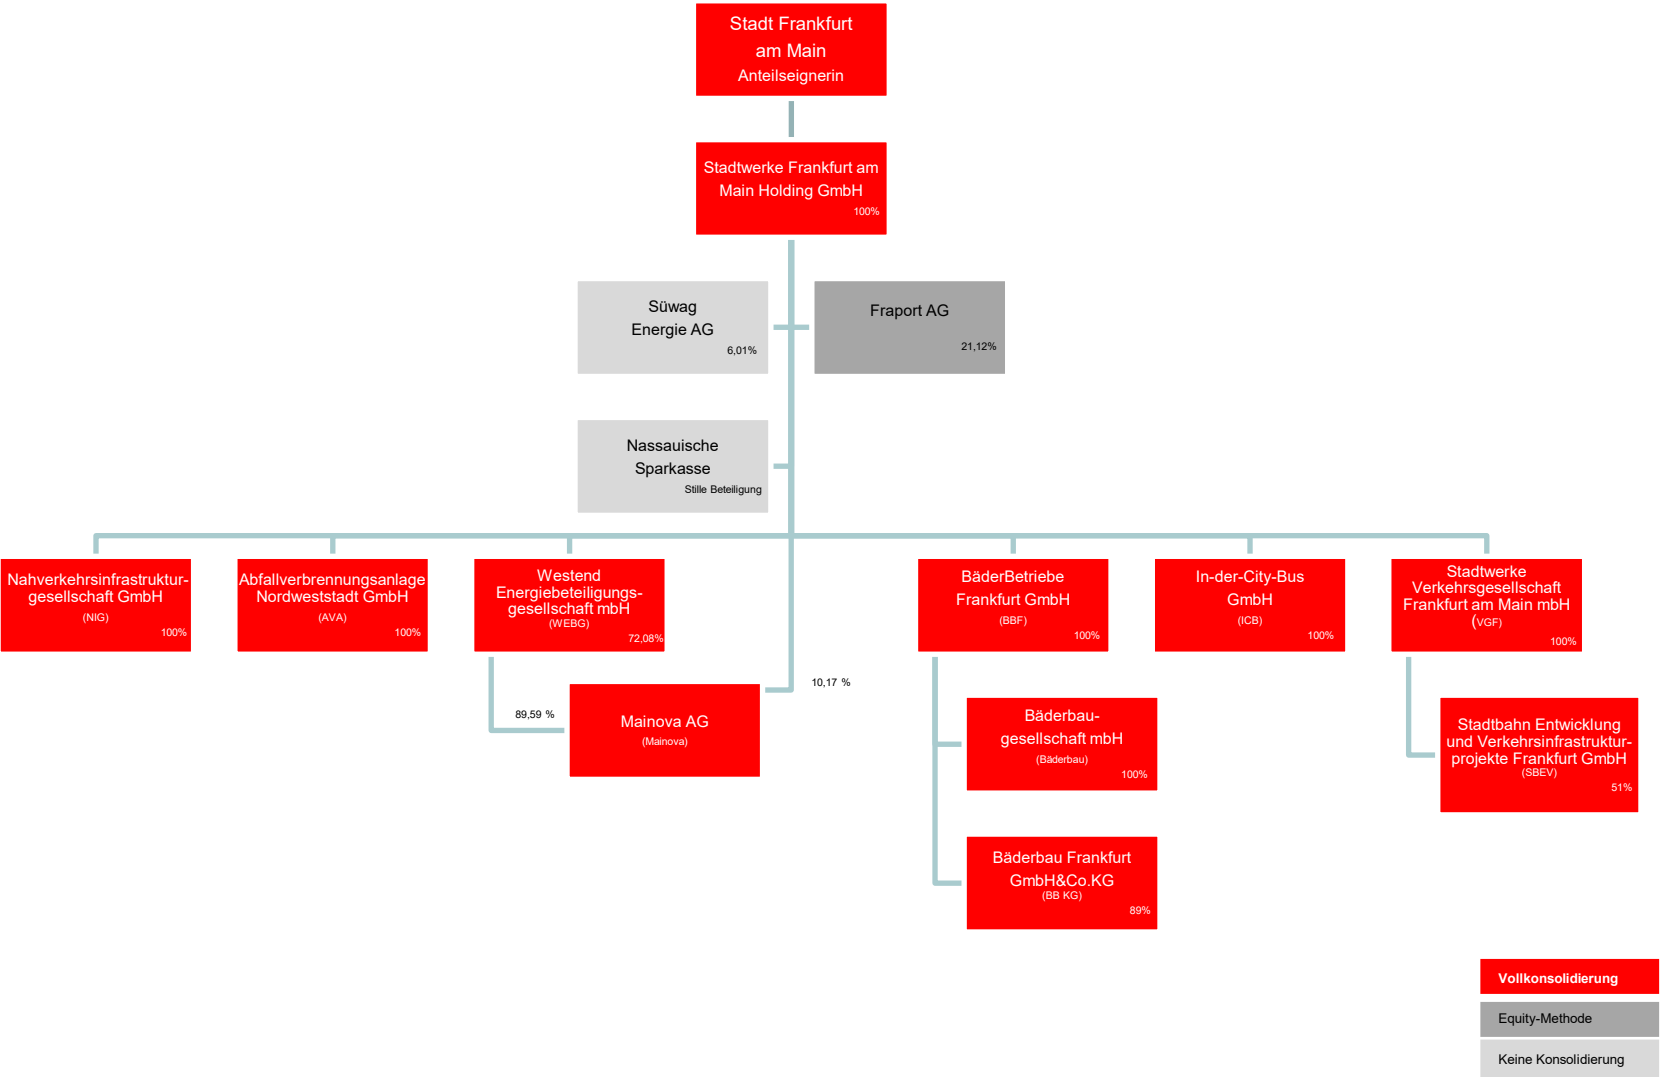 Stadt Frankfurt
am Main
Anteilseignerin
Stadtwerke Frankfurt am
Main Holding GmbH
100%
Süwag
Energie AG
6,01%
Fraport AG
21,12%
Nassauische
Sparkasse
Stille Beteiligung
Nahverkehrsinfrastruktur-
gesellschaft GmbH
(NIG)
100%
Abfallverbrennungsanlage
Nordweststadt GmbH
(AVA)
100%
Westend
Energiebeteiligungs-
gesellschaft mbH
(WEBG)
72,08%
BäderBetriebe
Frankfurt GmbH
(BBF)
100%
In-der-City-Bus
GmbH
(ICB)
100%
Stadtwerke
Verkehrsgesellschaft
Frankfurt am Main mbH
(VGF)
100%
10,17 %
89,59 %
Mainova AG
(Mainova)
Bäderbau-
gesellschaft mbH
(Bäderbau)
100%
Stadtbahn Entwicklung
und Verkehrsinfrastruktur-
projekte Frankfurt GmbH
(SBEV)
51%
Bäderbau Frankfurt
GmbH&Co.KG
(BB KG)
89%
Vollkonsolidierung
Equity-Methode
Keine Konsolidierung